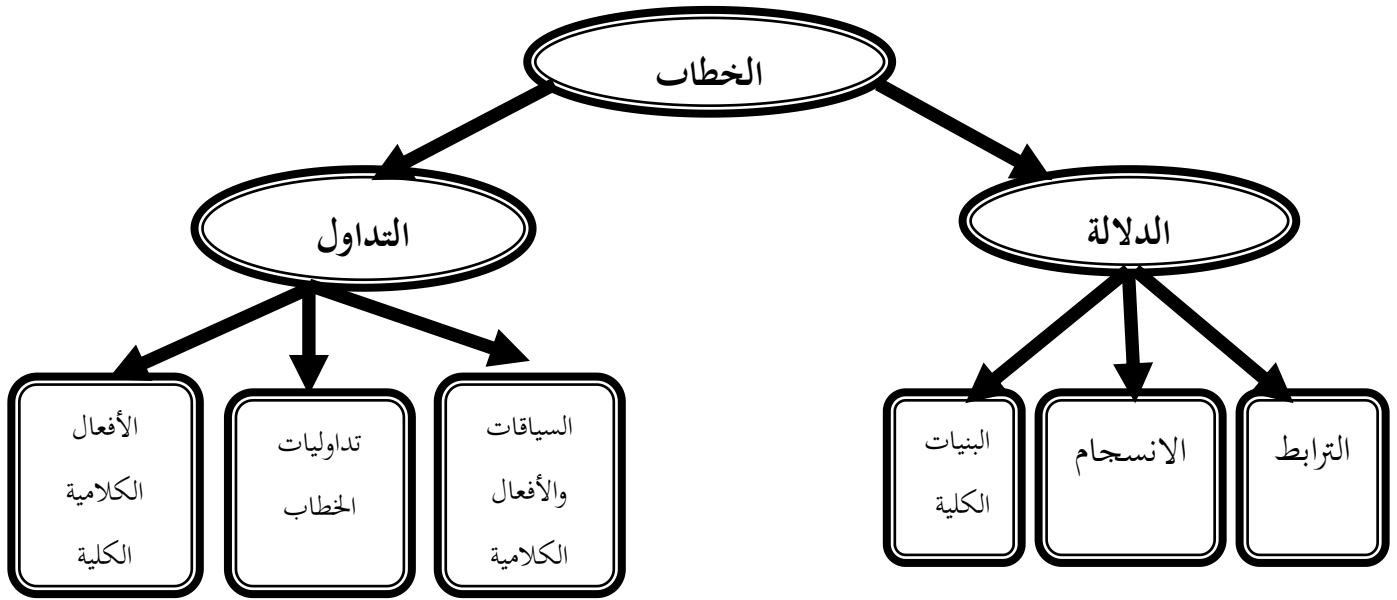 الخطاب
الدلالة
التداول
الترابط
الانسجام
البنيات
الكلية
السياقات
والأفعال
الكلامية
تداوليات
الخطاب
الأفعال
الكلامية
الكلية